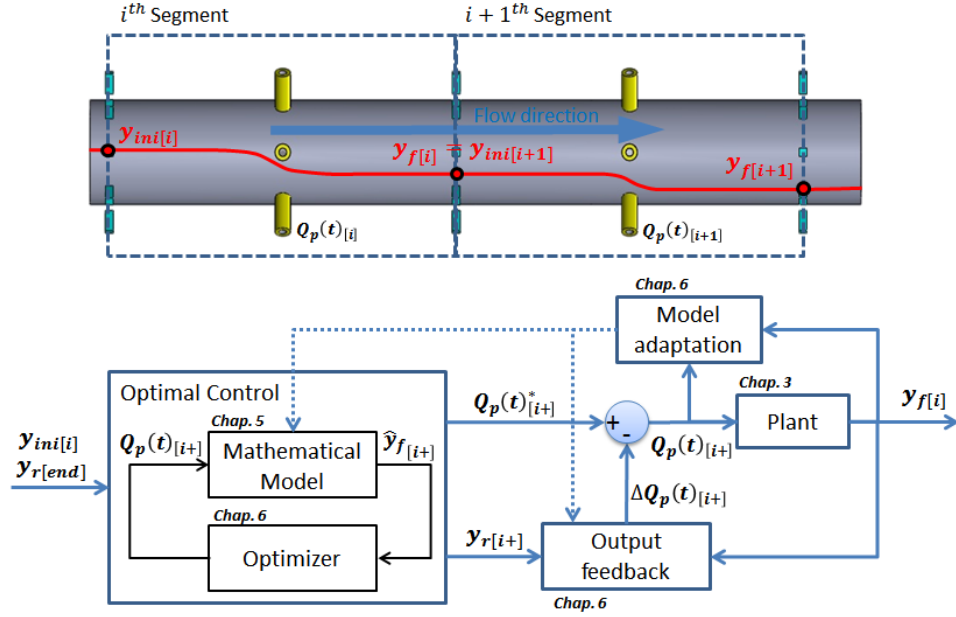 i^th Segment
i + 1^th Segment
Flow direction
y_ini[i]
y_f[i] = y_ini[i+1]
y_f[i+1]
Q_p(t)_[i]
Q_p(t)_[i+1]
Chap. 6
Model
adaptation
Optimal Control
Chap. 5
Q_p(t)_[i+]
ŷ_f[i+]
Mathematical
Model
Chap. 6
Optimizer
y_ini[i]
y_r[end]
Q_p(t)*_[i+]
+
-
Q_p(t)_[i+]
Chap. 3
Plant
y_f[i]
ΔQ_p(t)_[i+]
y_r[i+]
Output
feedback
Chap. 6